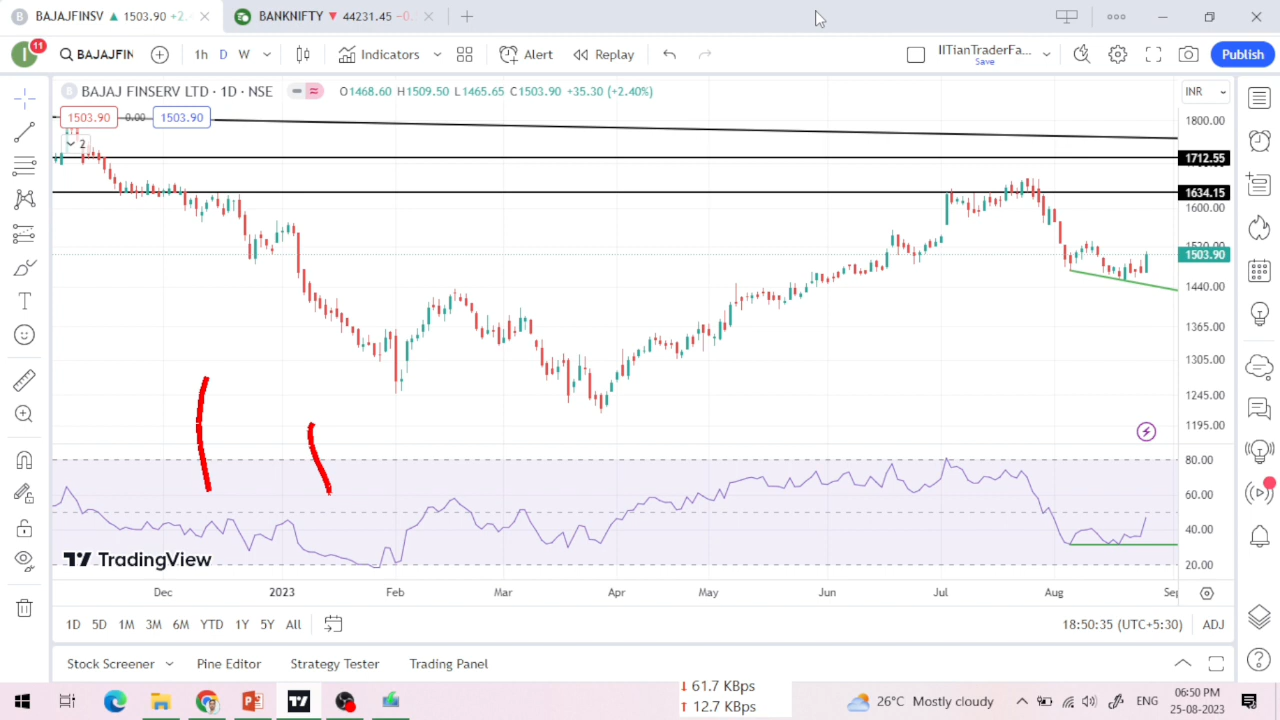 BAJAJFINSV ▲ 1503.90 +2.
BANKNIFTY ▼ 44231.45 −0.
11
BAJAJFIN
1h D W
Indicators
Alert
Replay
IITianTraderFa...
Save
Publish
BAJAJ FINSERV LTD · 1D · NSE
O1468.60 H1509.50 L1465.65 C1503.90 +35.30 (+2.40%)
INR
1503.90 0.00 1503.90
2
1800.00
1712.55
1634.15
1600.00
1520.00
1503.90
1440.00
1365.00
1305.00
1245.00
1195.00
80.00
60.00
40.00
20.00
TradingView
Dec 2023 Feb Mar Apr May Jun Jul Aug Sep
1D 5D 1M 3M 6M YTD 1Y 5Y All
18:50:35 (UTC+5:30) ADJ
Stock Screener Pine Editor Strategy Tester Trading Panel
61.7 KBps
12.7 KBps
26°C Mostly cloudy
ENG
06:50 PM
25-08-2023